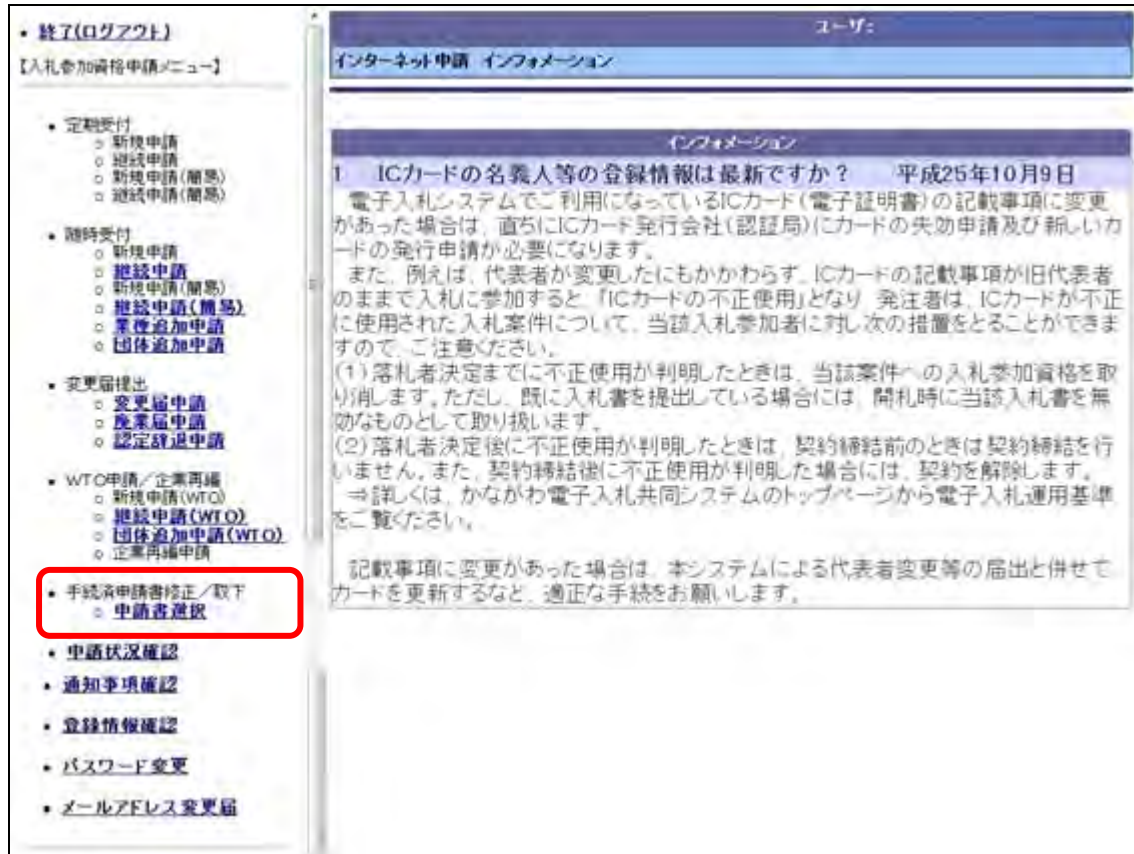 終了(ログアウト)
【入札参加資格申請メニュー】
定期受付
新規申請
継続申請
新規申請(簡易)
継続申請(簡易)
随時受付
新規申請
継続申請
新規申請(簡易)
継続申請(簡易)
業種追加申請
団体追加申請
変更届提出
変更届申請
廃業届申請
認定辞退申請
WTO申請／企業再編
新規申請(WTO)
継続申請(WTO)
団体追加申請(WTO)
企業再編申請
手続済申請書修正／取下
申請書選択
申請状況確認
通知事項確認
登録情報確認
パスワード変更
メールアドレス変更届
ユーザ:
インターネット申請 インフォメーション
インフォメーション
1 ICカードの名義人等の登録情報は最新ですか？ 平成25年10月9日
電子入札システムでご利用になっているICカード(電子証明書)の記載事項に変更
があった場合は、直ちにICカード発行会社(認証局)にカードの失効申請及び新しいカ
ードの発行申請が必要になります。
また、例えば、代表者が変更したにもかかわらず、ICカードの記載事項が旧代表者
のままで入札に参加すると、「ICカードの不正使用」となり、発注者は、ICカードが不正
に使用された入札案件について、当該入札参加者に対し次の措置をとることができま
すので、ご注意ください。
(1)落札者決定までに不正使用が判明したときは、当該案件への入札参加資格を取
り消します。ただし、既に入札書を提出している場合には、開札時に当該入札書を無
効なものとして取り扱います。
(2)落札者決定後に不正使用が判明したときは、契約締結前のときは契約締結を行
いません。また、契約締結後に不正使用が判明した場合には、契約を解除します。
⇒詳しくは、かながわ電子入札共同システムのトップページから電子入札運用基準
をご覧ください。
記載事項に変更があった場合は、本システムによる代表者変更等の届出と併せて
カードを更新するなど、適正な手続をお願いします。